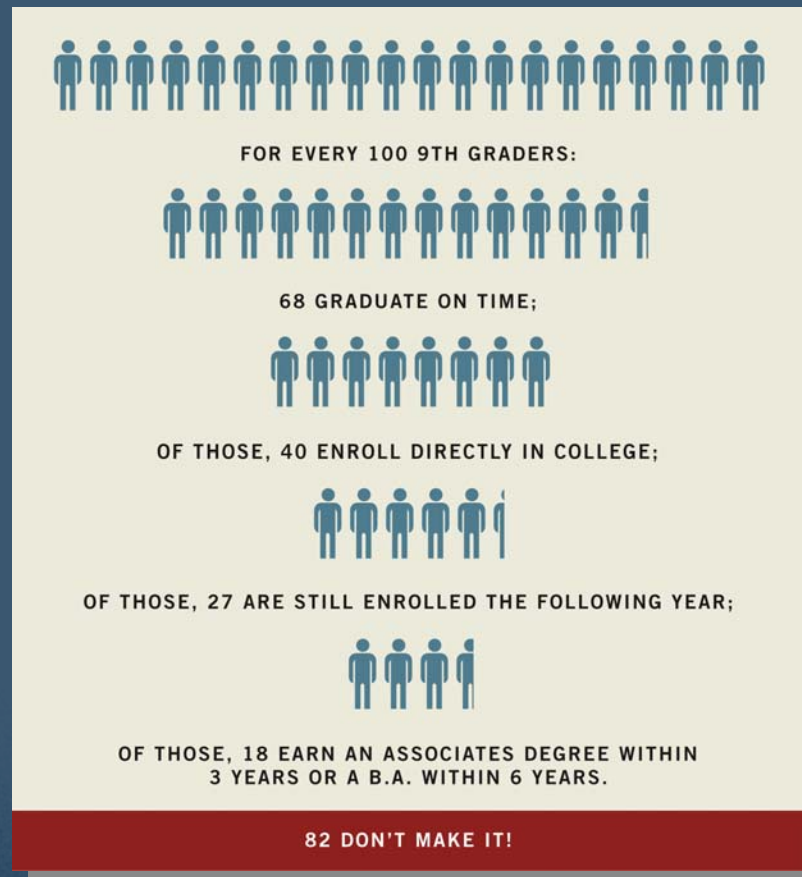 FOR EVERY 100 9TH GRADERS:
68 GRADUATE ON TIME;
OF THOSE, 40 ENROLL DIRECTLY IN COLLEGE;
OF THOSE, 27 ARE STILL ENROLLED THE FOLLOWING YEAR;
OF THOSE, 18 EARN AN ASSOCIATES DEGREE WITHIN
3 YEARS OR A B.A. WITHIN 6 YEARS.
82 DON'T MAKE IT!